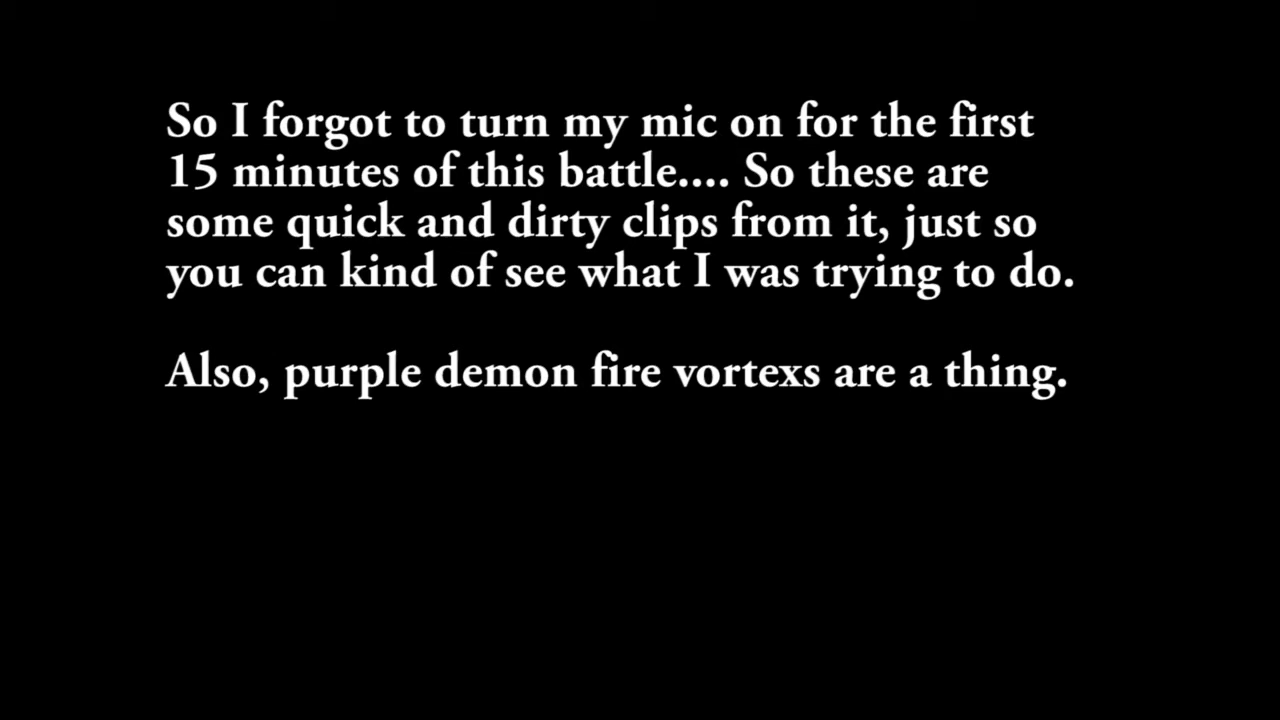 So I forgot to turn my mic on for the first
15 minutes of this battle.... So these are
some quick and dirty clips from it, just so
you can kind of see what I was trying to do.
Also, purple demon fire vortexs are a thing.